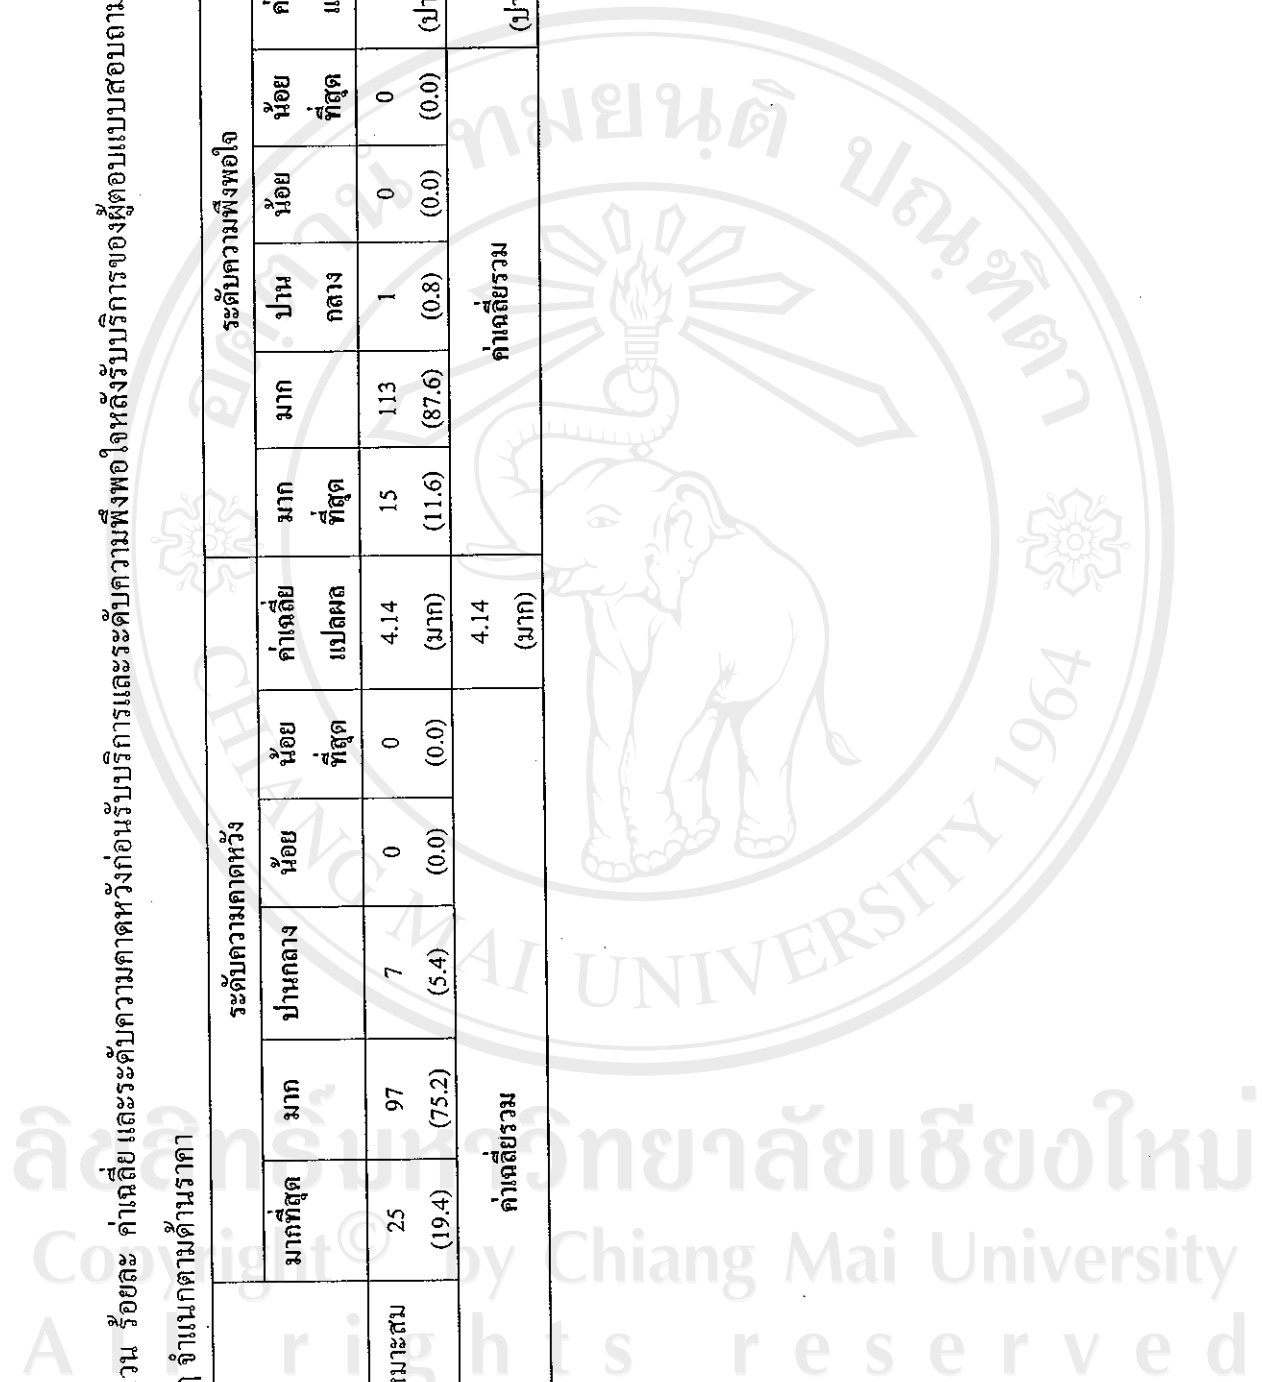 ร้อยละ ค่าเฉลี่ย และระดับความคาดหวังก่อนรับบริการและระดับความพึงพอใจหลังรับบริการของผู้ตอบแบบสอบถาม
จำแนกตามด้านราคา
ระดับความคาดหวัง ระดับความพึงพอใจ
มากที่สุด มาก ปานกลาง น้อย น้อย ค่าเฉลี่ย มาก มาก ปาน น้อย น้อย
ที่สุด แปลผล ที่สุด กลาง ที่สุด
25 97 7 0 0 4.14 15 113 1 0 0
(19.4) (75.2) (5.4) (0.0) (0.0) (มาก) (11.6) (87.6) (0.8) (0.0) (0.0)
ค่าเฉลี่ยรวม 4.14 ค่าเฉลี่ยรวม
(มาก)
CHIANG MAI UNIVERSITY 1964
ลิขสิทธิ์มหาวิทยาลัยเชียงใหม่
Copyright © by Chiang Mai University
All rights reserved